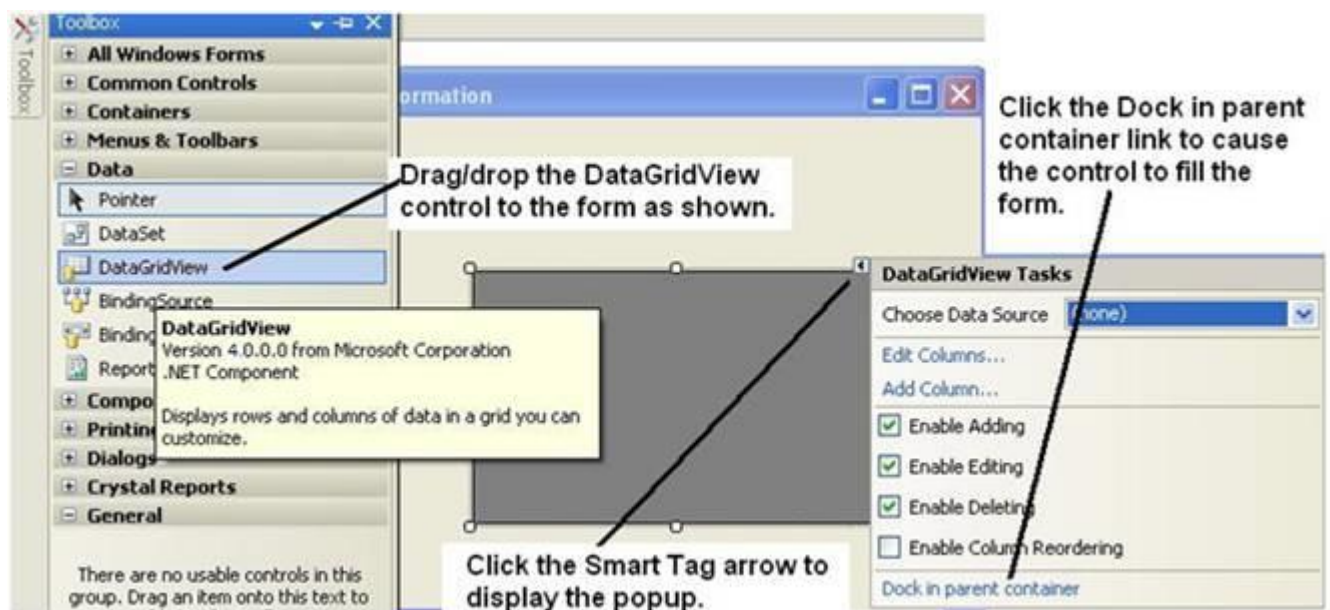 Toolbox
Toolbox
All Windows Forms
Common Controls
Containers
Menus & Toolbars
Data
Pointer
DataSet
DataGridView
BindingSource
Binding
Report
Compo
Printing
Dialogs
Crystal Reports
General
There are no usable controls in this
group. Drag an item onto this text to
DataGridView
Version 4.0.0.0 from Microsoft Corporation
.NET Component
Displays rows and columns of data in a grid you can
customize.
ormation
Drag/drop the DataGridView
control to the form as shown.
Click the Smart Tag arrow to
display the popup.
Click the Dock in parent
container link to cause
the control to fill the
form.
DataGridView Tasks
Choose Data Source (none)
Edit Columns...
Add Column...
Enable Adding
Enable Editing
Enable Deleting
Enable Column Reordering
Dock in parent container